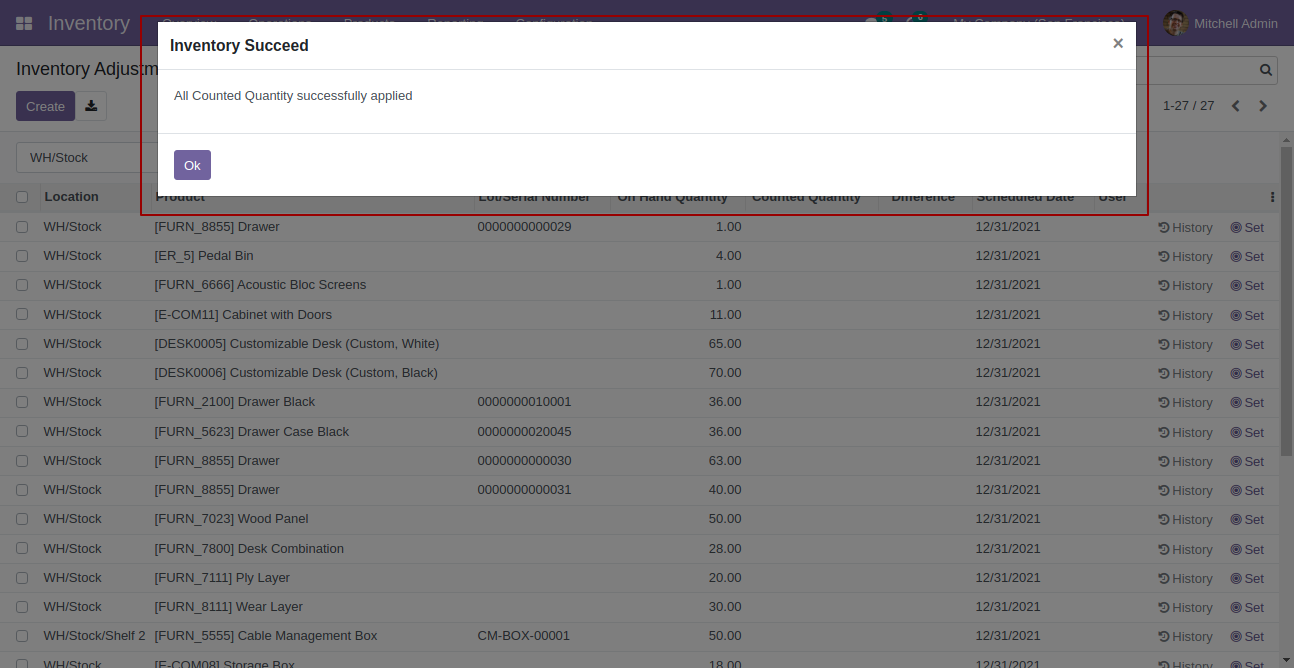 Inventory Overview Operations Products Reporting Configuration My Company (San Francisco) Mitchell Admin
Inventory Succeed ×
Inventory Adjustm
All Counted Quantity successfully applied
Create 1-27 / 27
WH/Stock
Ok
Location Product Lot/Serial Number On Hand Quantity Counted Quantity Difference Scheduled Date User
WH/Stock [FURN_8855] Drawer 0000000000029 1.00 12/31/2021 History Set
WH/Stock [ER_5] Pedal Bin 4.00 12/31/2021 History Set
WH/Stock [FURN_6666] Acoustic Bloc Screens 1.00 12/31/2021 History Set
WH/Stock [E-COM11] Cabinet with Doors 11.00 12/31/2021 History Set
WH/Stock [DESK0005] Customizable Desk (Custom, White) 65.00 12/31/2021 History Set
WH/Stock [DESK0006] Customizable Desk (Custom, Black) 70.00 12/31/2021 History Set
WH/Stock [FURN_2100] Drawer Black 0000000010001 36.00 12/31/2021 History Set
WH/Stock [FURN_5623] Drawer Case Black 0000000020045 36.00 12/31/2021 History Set
WH/Stock [FURN_8855] Drawer 0000000000030 63.00 12/31/2021 History Set
WH/Stock [FURN_8855] Drawer 0000000000031 40.00 12/31/2021 History Set
WH/Stock [FURN_7023] Wood Panel 50.00 12/31/2021 History Set
WH/Stock [FURN_7800] Desk Combination 28.00 12/31/2021 History Set
WH/Stock [FURN_7111] Ply Layer 20.00 12/31/2021 History Set
WH/Stock [FURN_8111] Wear Layer 30.00 12/31/2021 History Set
WH/Stock/Shelf 2 [FURN_5555] Cable Management Box CM-BOX-00001 50.00 12/31/2021 History Set
WH/Stock [E-COM08] Storage Box 18.00 12/31/2021 History Set